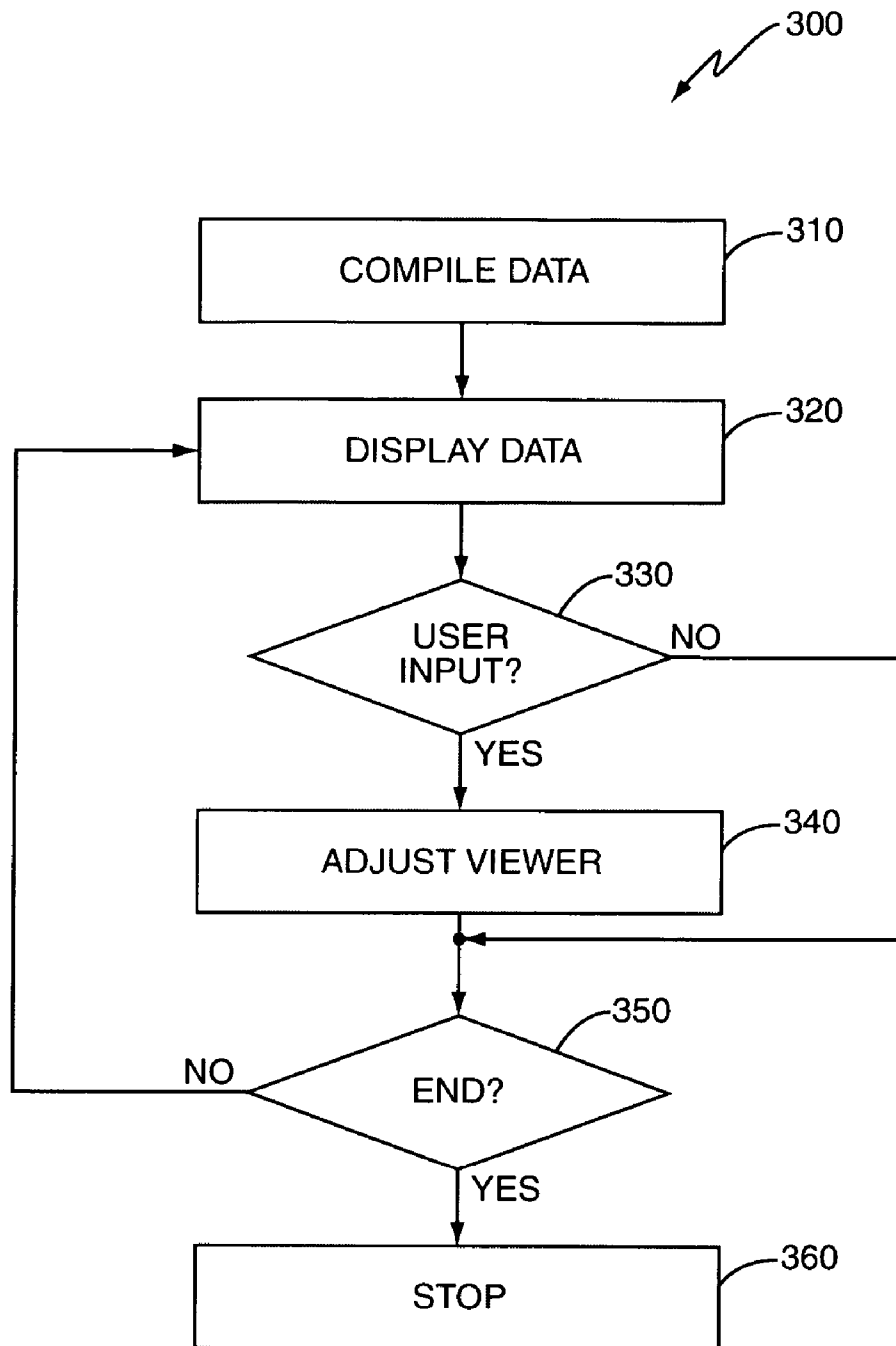 300
310
COMPILE DATA
320
DISPLAY DATA
330
USER
INPUT?
NO
YES
340
ADJUST VIEWER
350
NO
END?
YES
360
STOP